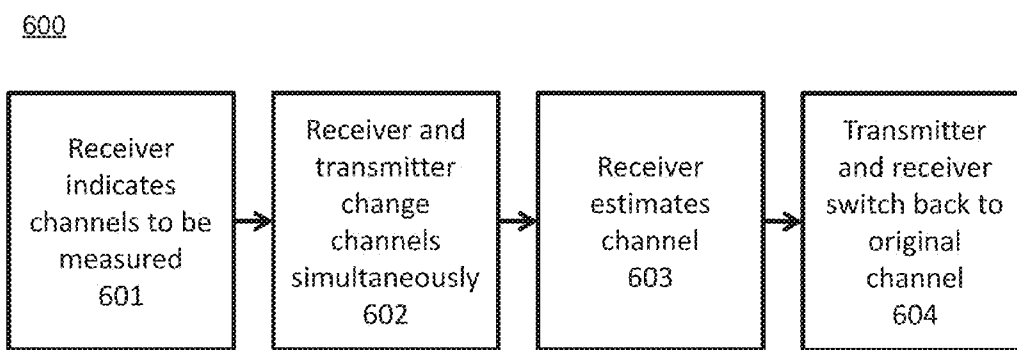 600
Receiver
indicates
channels to be
measured
601
Receiver and
transmitter
change
channels
simultaneously
602
Receiver
estimates
channel
603
Transmitter
and receiver
switch back to
original
channel
604